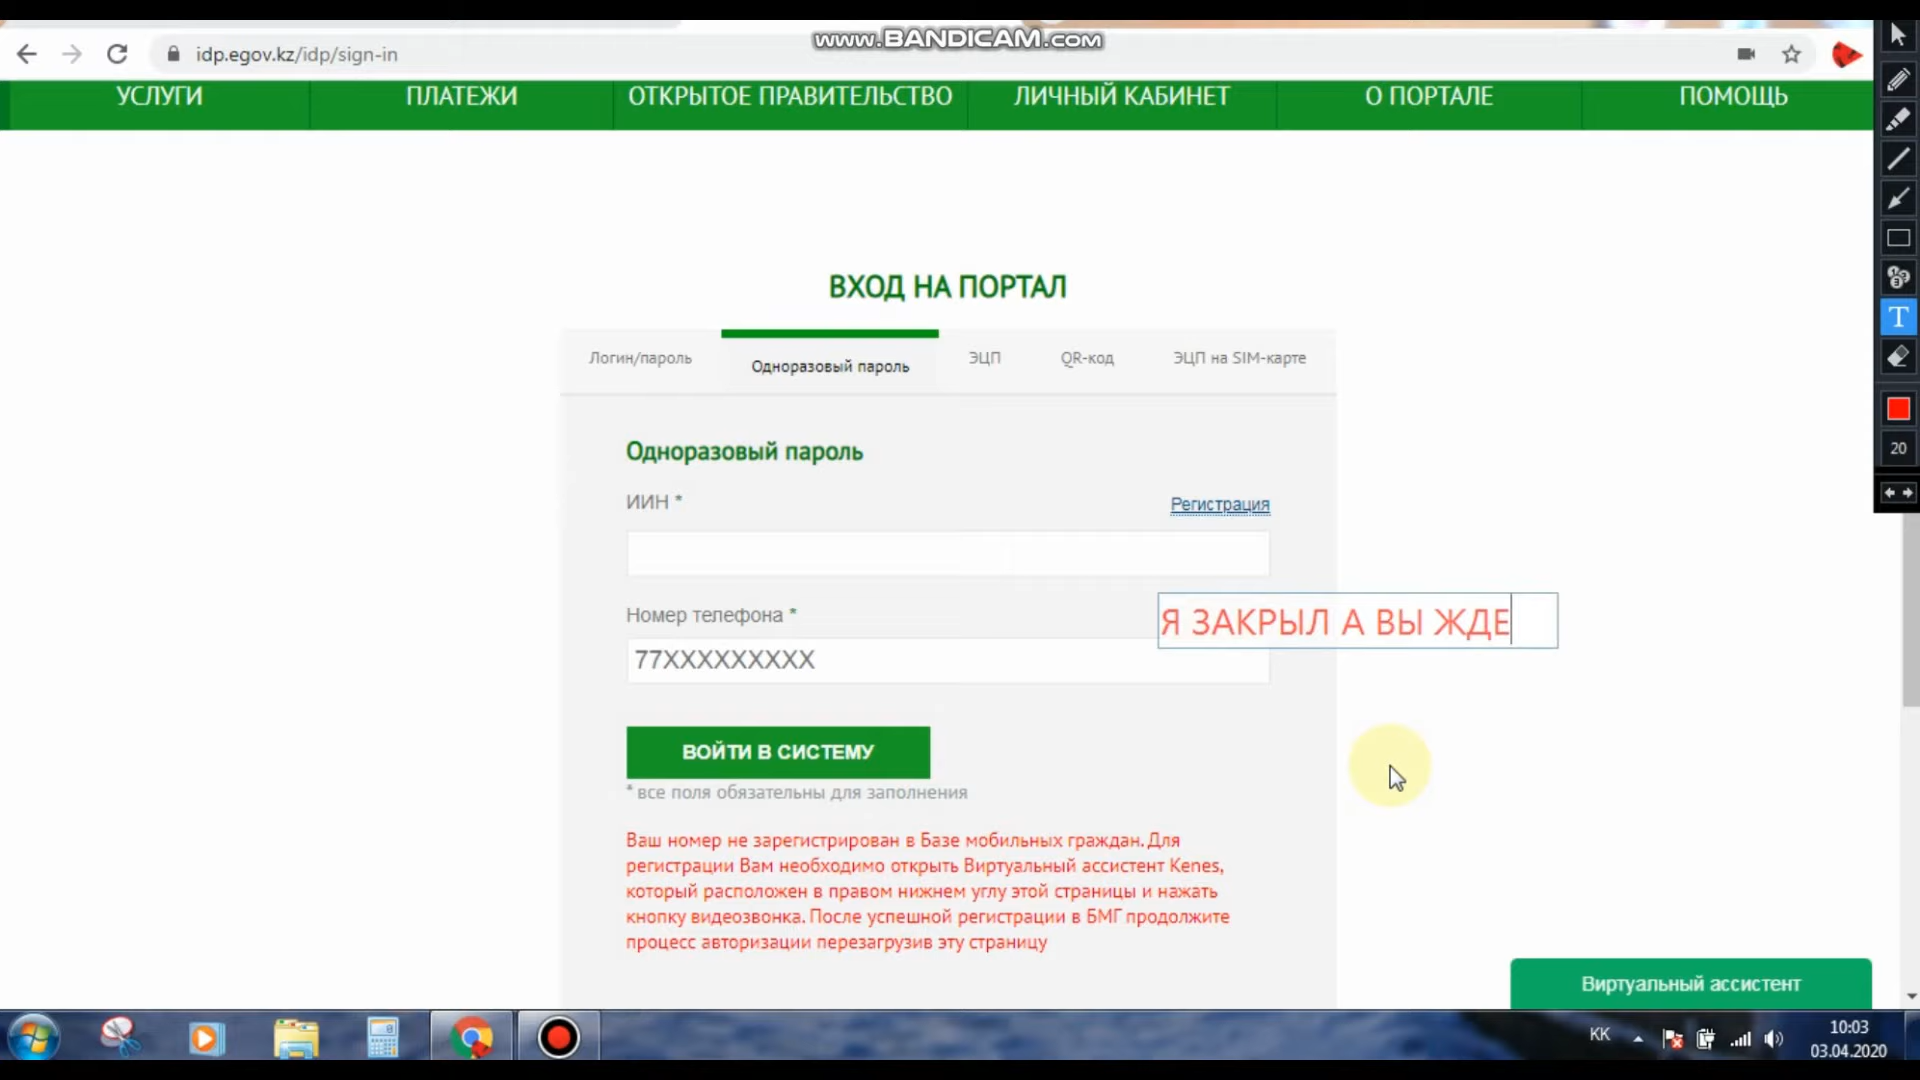 www.BANDICAM.com
idp.egov.kz/idp/sign-in
УСЛУГИ
ПЛАТЕЖИ
ОТКРЫТОЕ ПРАВИТЕЛЬСТВО
ЛИЧНЫЙ КАБИНЕТ
О ПОРТАЛЕ
ПОМОЩЬ
ВХОД НА ПОРТАЛ
Логин/пароль
Одноразовый пароль
ЭЦП
QR-код
ЭЦП на SIM-карте
Одноразовый пароль
ИИН *
Регистрация
Номер телефона *
Я ЗАКРЫЛ А ВЫ ЖДЕ
77XXXXXXXXX
ВОЙТИ В СИСТЕМУ
* все поля обязательны для заполнения
Ваш номер не зарегистрирован в Базе мобильных граждан. Для
регистрации Вам необходимо открыть Виртуальный ассистент Kenes,
который расположен в правом нижнем углу этой страницы и нажать
кнопку видеозвонка. После успешной регистрации в БМГ продолжите
процесс авторизации перезагрузив эту страницу
Виртуальный ассистент
T
20
KK
10:03
03.04.2020